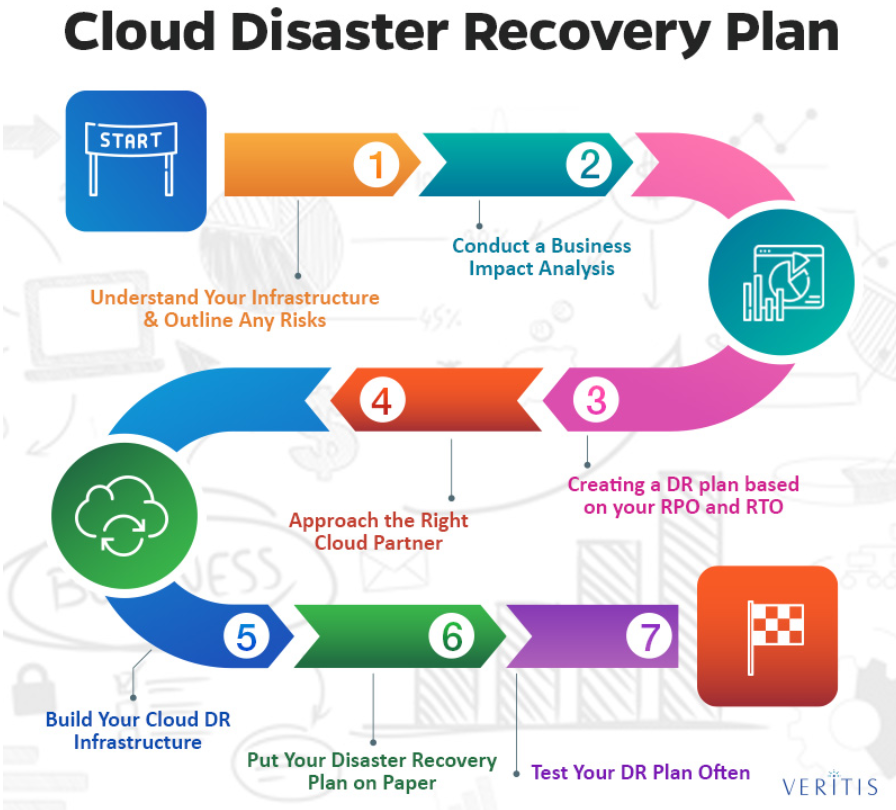 Cloud Disaster Recovery Plan
START
1
2
Conduct a Business
Impact Analysis
Understand Your Infrastructure
& Outline Any Risks
45%
4
3
Creating a DR plan based
on your RPO and RTO
Approach the Right
Cloud Partner
BUSINESS
5
6
7
Build Your Cloud DR
Infrastructure
Put Your Disaster Recovery
Plan on Paper
Test Your DR Plan Often
VERITIS